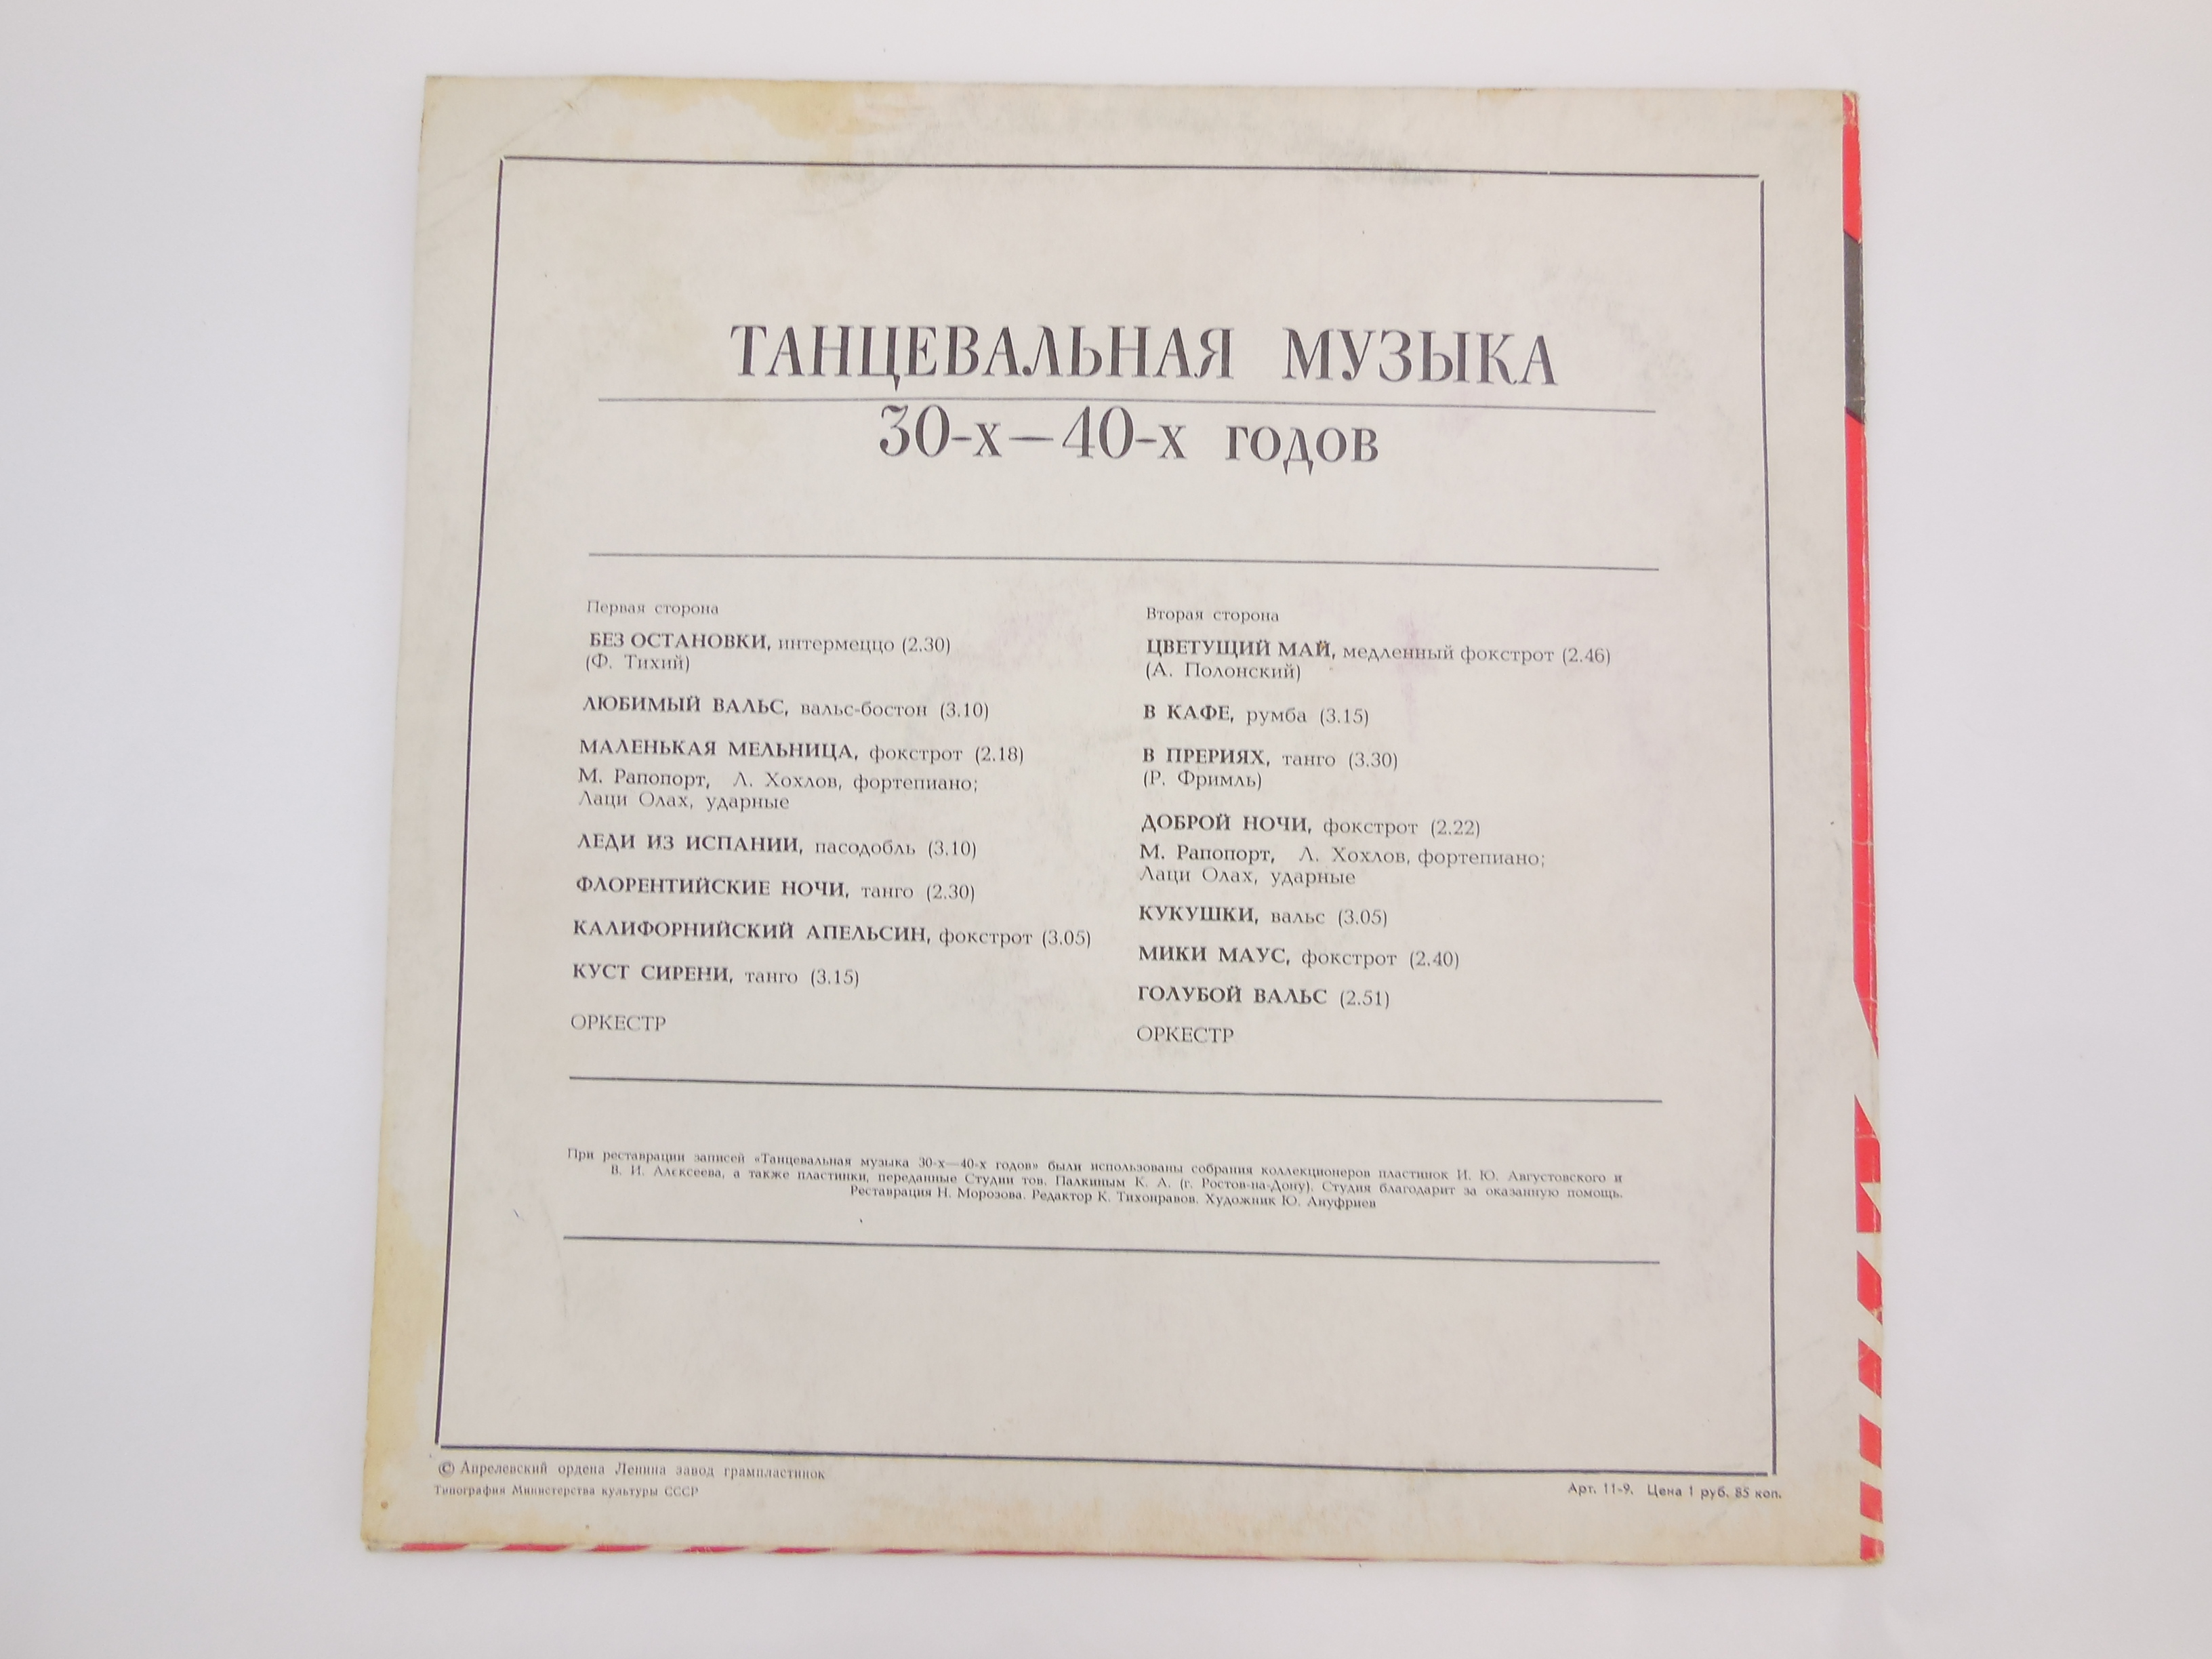 ТАНЦЕВАЛЬНАЯ МУЗЫКА
30-х—40-х годов
Первая сторона
БЕЗ ОСТАНОВКИ, интермеццо (2.30)
(Ф. Тихий)
ЛЮБИМЫЙ ВАЛЬС, вальс-бостон (3.10)
МАЛЕНЬКАЯ МЕЛЬНИЦА, фокстрот (2.18)
М. Рапопорт, Л. Хохлов, фортепиано;
Лаци Олах, ударные
ЛЕДИ ИЗ ИСПАНИИ, пасодобль (3.10)
ФЛОРЕНТИЙСКИЕ НОЧИ, танго (2.30)
КАЛИФОРНИЙСКИЙ АПЕЛЬСИН, фокстрот (3.05)
КУСТ СИРЕНИ, танго (3.15)
ОРКЕСТР
Вторая сторона
ЦВЕТУЩИЙ МАЙ, медленный фокстрот (2.46)
(А. Полонский)
В КАФЕ, румба (3.15)
В ПРЕРИЯХ, танго (3.30)
(Р. Фримль)
ДОБРОЙ НОЧИ, фокстрот (2.22)
М. Рапопорт, Л. Хохлов, фортепиано;
Лаци Олах, ударные
КУКУШКИ, вальс (3.05)
МИКИ МАУС, фокстрот (2.40)
ГОЛУБОЙ ВАЛЬС (2.51)
ОРКЕСТР
При реставрации записей «Танцевальная музыка 30-х—40-х годов» были использованы собрания коллекционеров пластинок И. Ю. Августовского и
В. И. Алексеева, а также пластинки, переданные Студии тов. Палкиным К. А. (г. Ростов-на-Дону). Студия благодарит за оказанную помощь.
Реставрация Н. Морозова. Редактор К. Тихонравов. Художник Ю. Ануфриев
© Апрелевский ордена Ленина завод грампластинок
Типография Министерства культуры СССР
Арт. 11-9. Цена 1 руб. 85 коп.